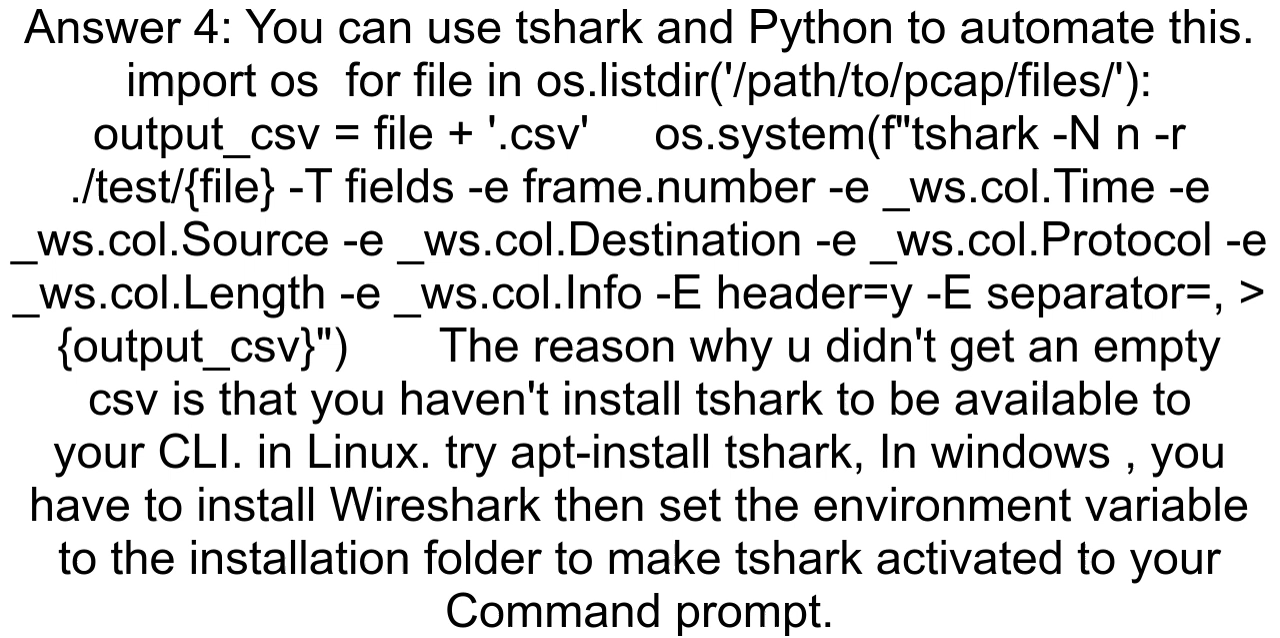 Answer 4: You can use tshark and Python to automate this.
import os  for file in os.listdir('/path/to/pcap/files/'):
output_csv = file + '.csv'     os.system(f"tshark -N n -r
./test/{file} -T fields -e frame.number -e _ws.col.Time -e
_ws.col.Source -e _ws.col.Destination -e _ws.col.Protocol -e
_ws.col.Length -e _ws.col.Info -E header=y -E separator=, >
{output_csv}")       The reason why u didn't get an empty
csv is that you haven't install tshark to be available to
your CLI. in Linux. try apt-install tshark, In windows , you
have to install Wireshark then set the environment variable
to the installation folder to make tshark activated to your
Command prompt.